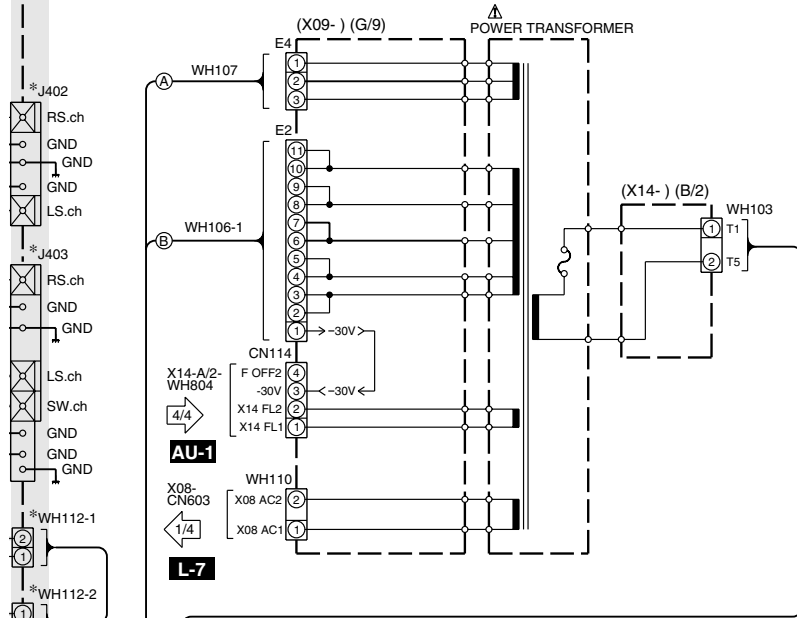 *J402
RS.ch
GND
GND
GND
LS.ch
*J403
RS.ch
GND
GND
LS.ch
SW.ch
GND
GND
GND
*WH112-1
2
1
*WH112-2
1
A
WH107
B
WH106-1
(X09- ) (G/9)
E4
1
2
3
E2
11
10
9
8
7
6
5
4
3
2
1
-30V
CN114
X14-A/2-
WH804
4/4
AU-1
F OFF2 4
-30V 3
-30V
X14 FL2 2
X14 FL1 1
WH110
X08-
CN603
1/4
L-7
X08 AC2 2
X08 AC1 1
!
POWER TRANSFORMER
(X14- ) (B/2)
WH103
1 T1
2 T5